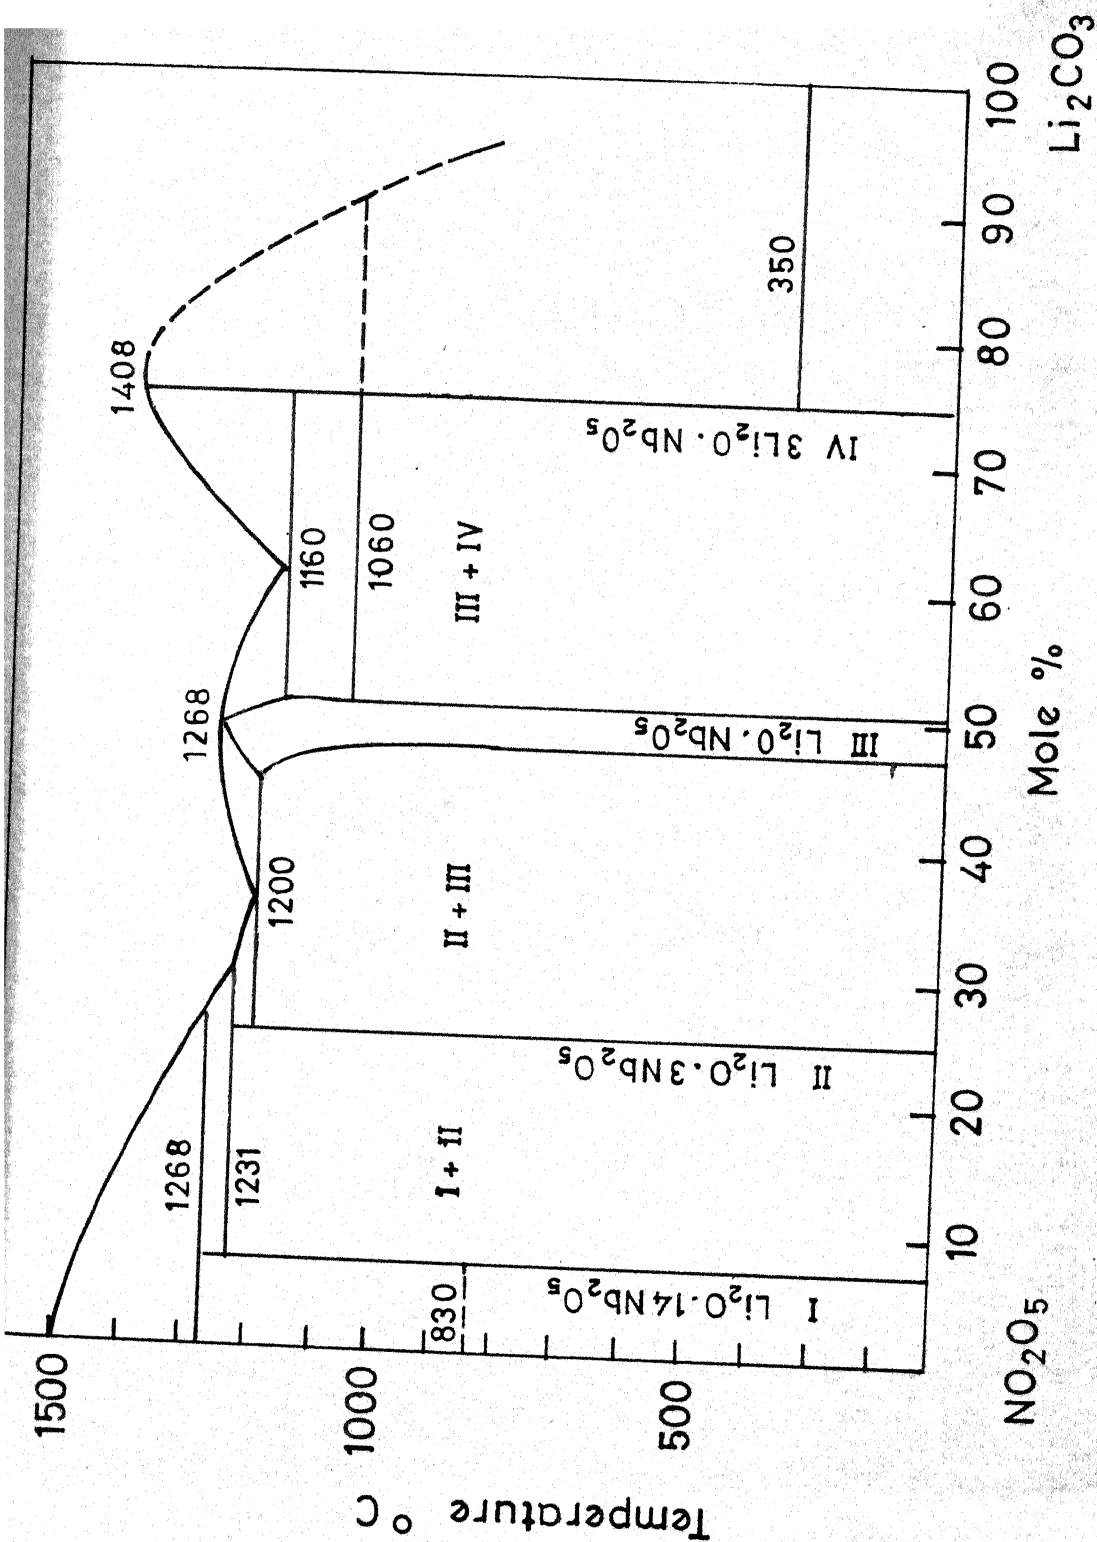 Temperature °C
1500
1000
500
1408
1268
1268
1231
1200
1160
1060
830
350
I + II
II + III
III + IV
I Li₂O·14Nb₂O₅
II Li₂O·3Nb₂O₅
III Li₂O·Nb₂O₅
IV 3Li₂O·Nb₂O₅
10 20 30 40 50 60 70 80 90 100
NO₂O₅ Mole % Li₂CO₃